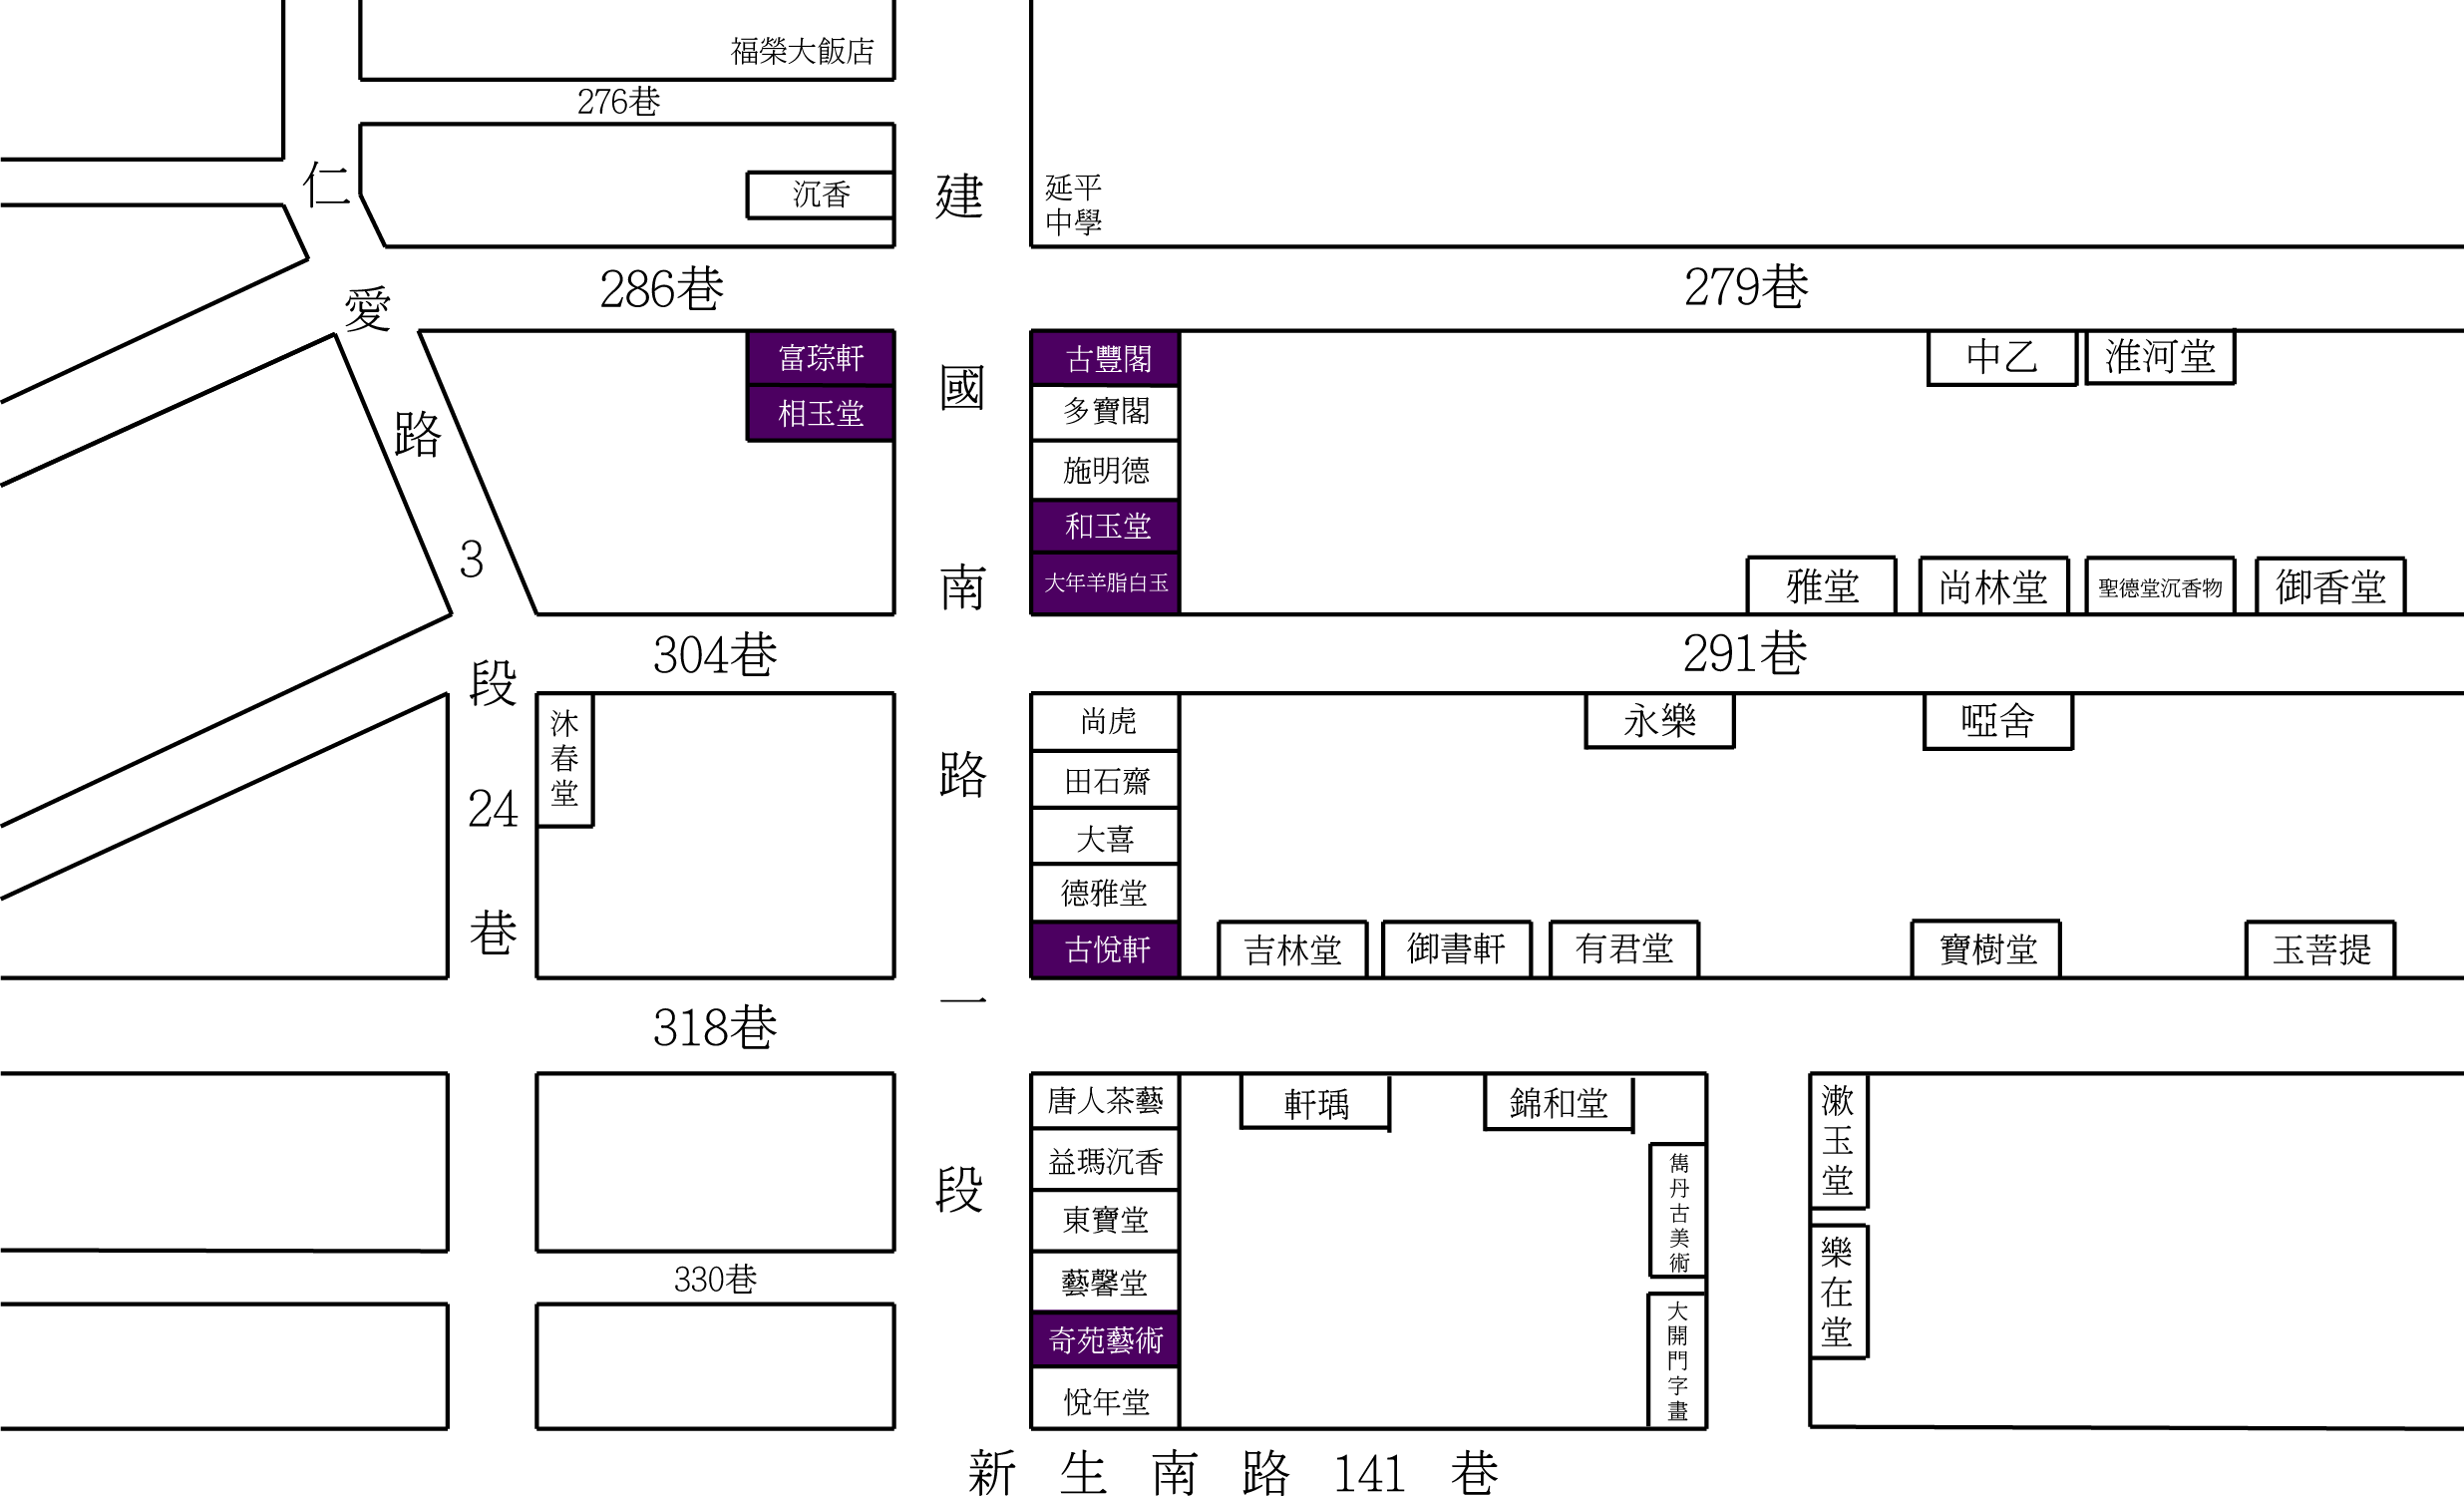 福榮大飯店
276巷
沉香
延平
中學
286巷
279巷
富琮軒
相玉堂
古豐閣
多寶閣
施明德
和玉堂
大年羊脂白玉
中乙
淮河堂
雅堂
尚林堂
聖德堂沉香物
御香堂
304巷
291巷
沐春堂
尚虎
田石齋
大喜
德雅堂
古悅軒
永樂
啞舍
吉林堂
御書軒
有君堂
寶樹堂
玉菩提
318巷
唐人茶藝
益瑪沉香
東寶堂
藝馨堂
奇苑藝術
悅年堂
軒瑀
錦和堂
雋丹古美術
大開門字畫
漱玉堂
樂在堂
330巷
仁愛路3段24巷
建國南路一段
新生南路141巷